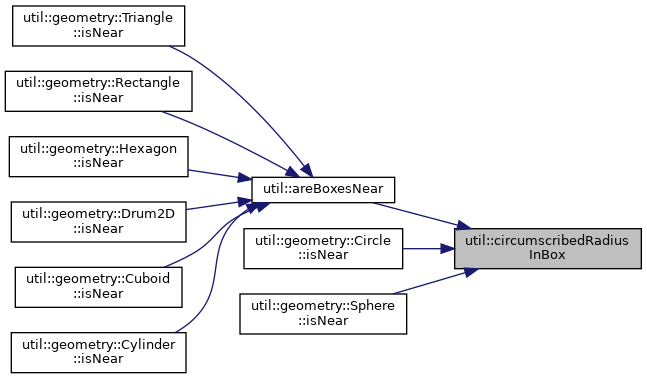 util::geometry::Triangle
::isNear
util::geometry::Rectangle
::isNear
util::geometry::Hexagon
::isNear
util::geometry::Drum2D
::isNear
util::geometry::Cuboid
::isNear
util::geometry::Cylinder
::isNear
util::areBoxesNear
util::geometry::Circle
::isNear
util::geometry::Sphere
::isNear
util::circumscribedRadius
InBox